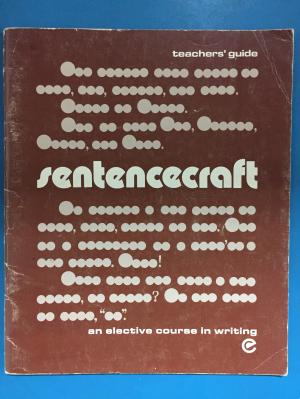 teachers' guide
sentencecraft
an elective course in writing
e